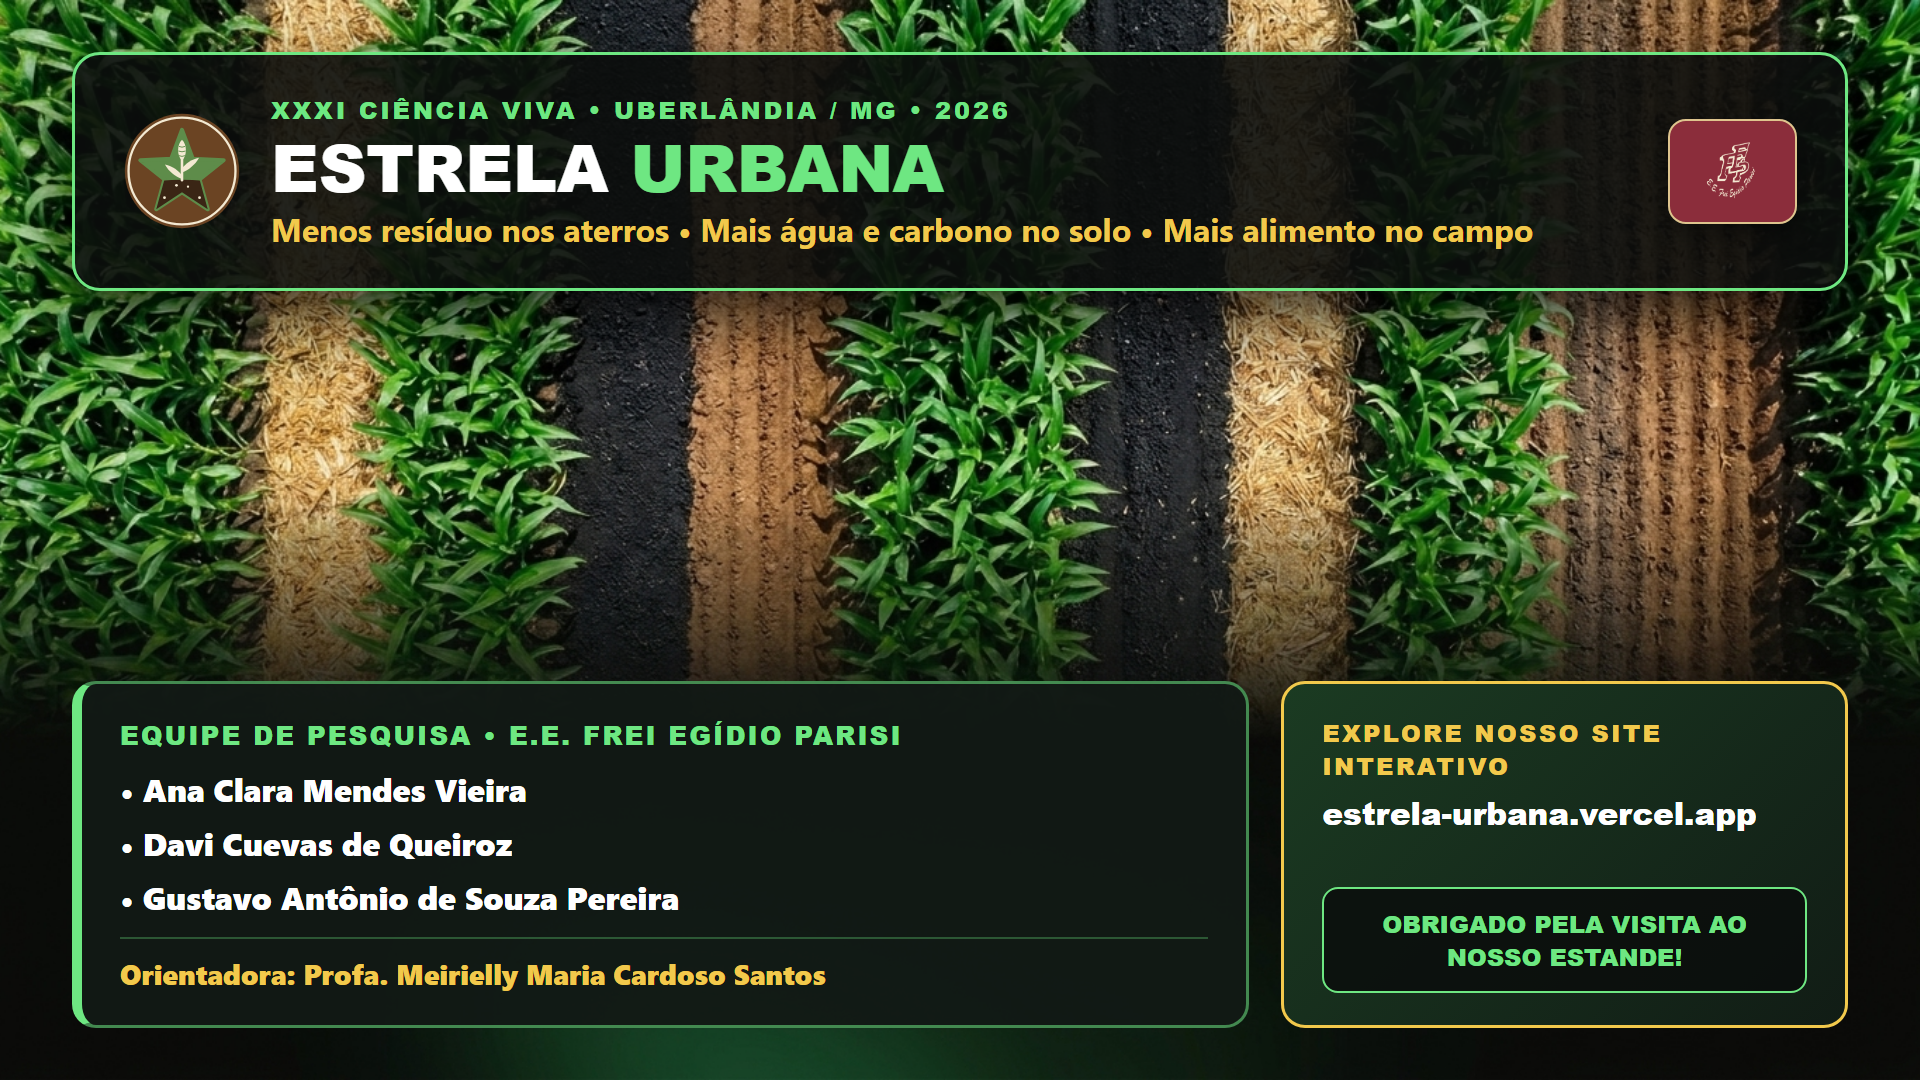 XXXI CIÊNCIA VIVA • UBERLÂNDIA / MG • 2026
ESTRELA URBANA
Menos resíduo nos aterros • Mais água e carbono no solo • Mais alimento no campo
E. E. Frei Egídio Parisi
EQUIPE DE PESQUISA • E.E. FREI EGÍDIO PARISI
• Ana Clara Mendes Vieira
• Davi Cuevas de Queiroz
• Gustavo Antônio de Souza Pereira
Orientadora: Profa. Meirielly Maria Cardoso Santos
EXPLORE NOSSO SITE
INTERATIVO
estrela-urbana.vercel.app
OBRIGADO PELA VISITA AO
NOSSO ESTANDE!